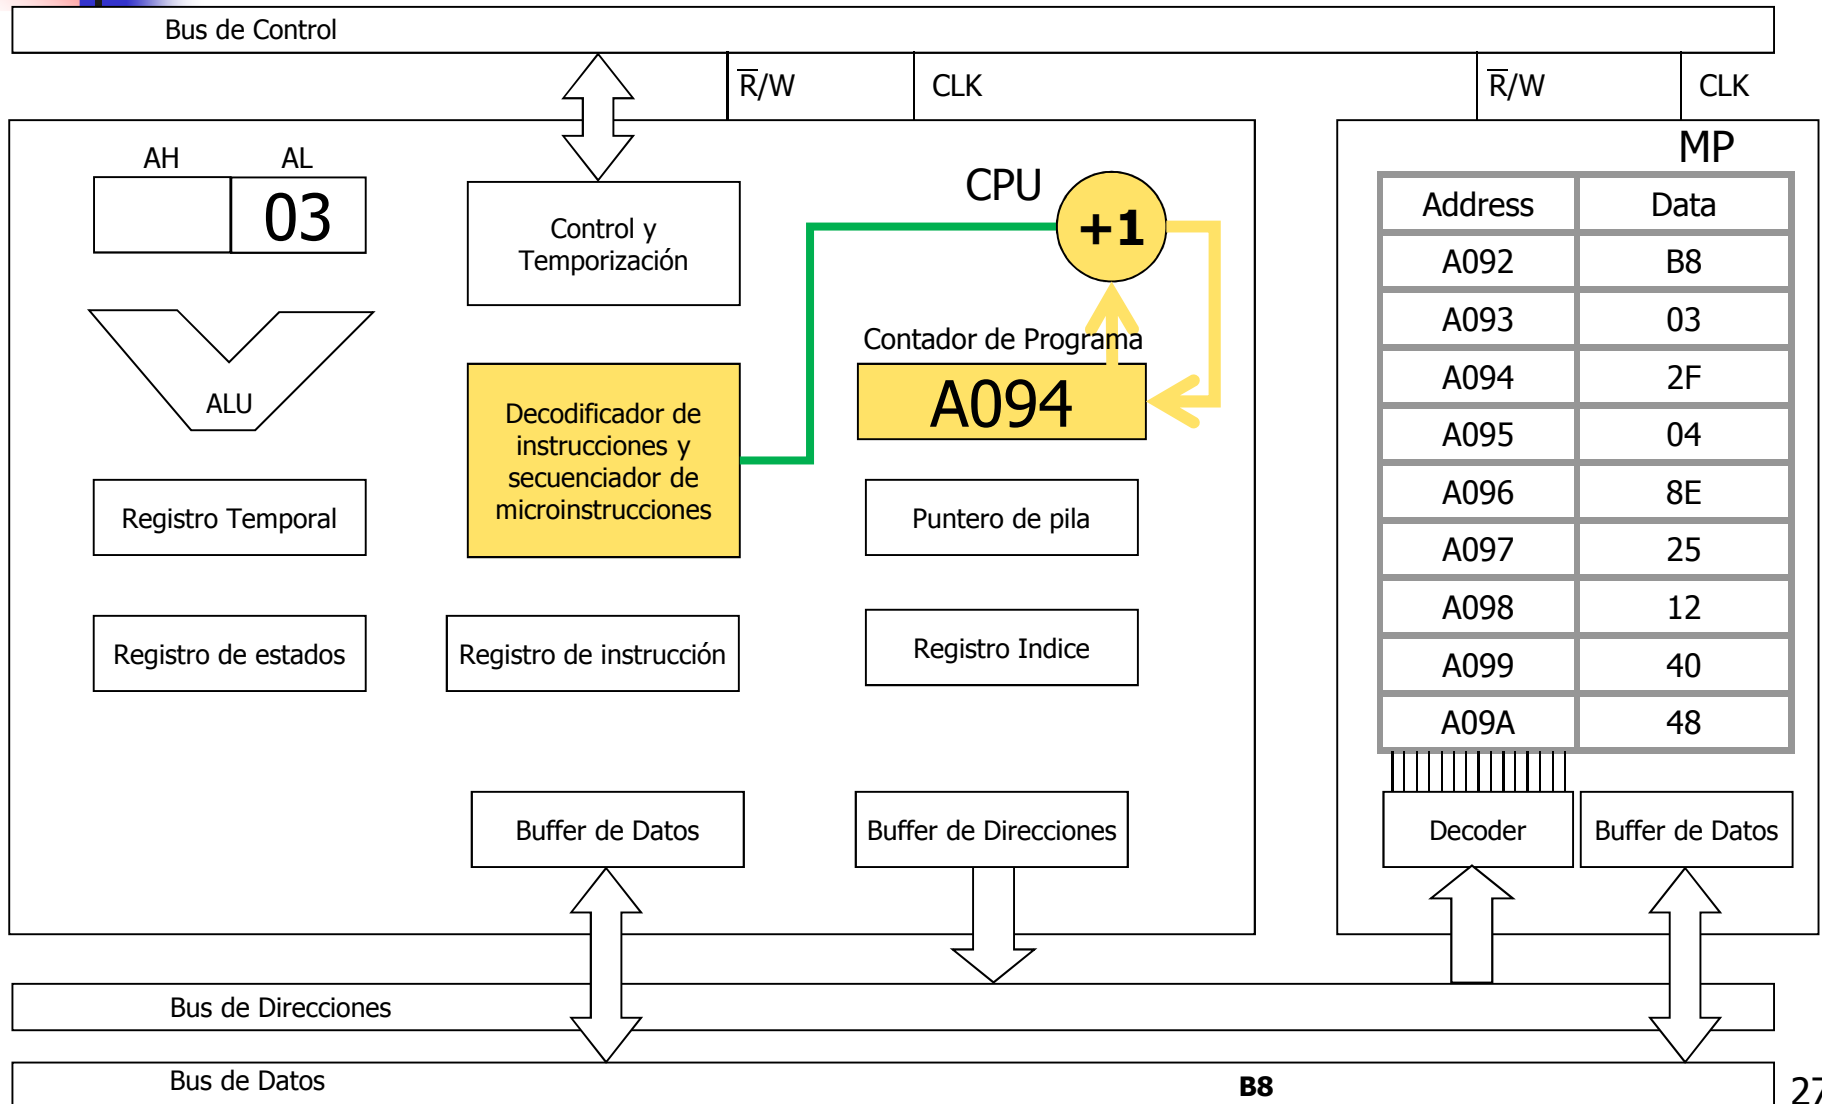 Bus de Control
R/W
CLK
R/W
CLK
AH
AL
03
Control y
Temporización
CPU
+1
ALU
Decodificador de
instrucciones y
secuenciador de
microinstrucciones
Contador de Programa
A094
Registro Temporal
Puntero de pila
Registro de estados
Registro de instrucción
Registro Indice
Buffer de Datos
Buffer de Direcciones
MP
Address Data
A092 B8
A093 03
A094 2F
A095 04
A096 8E
A097 25
A098 12
A099 40
A09A 48
Decoder
Buffer de Datos
Bus de Direcciones
Bus de Datos
B8
27